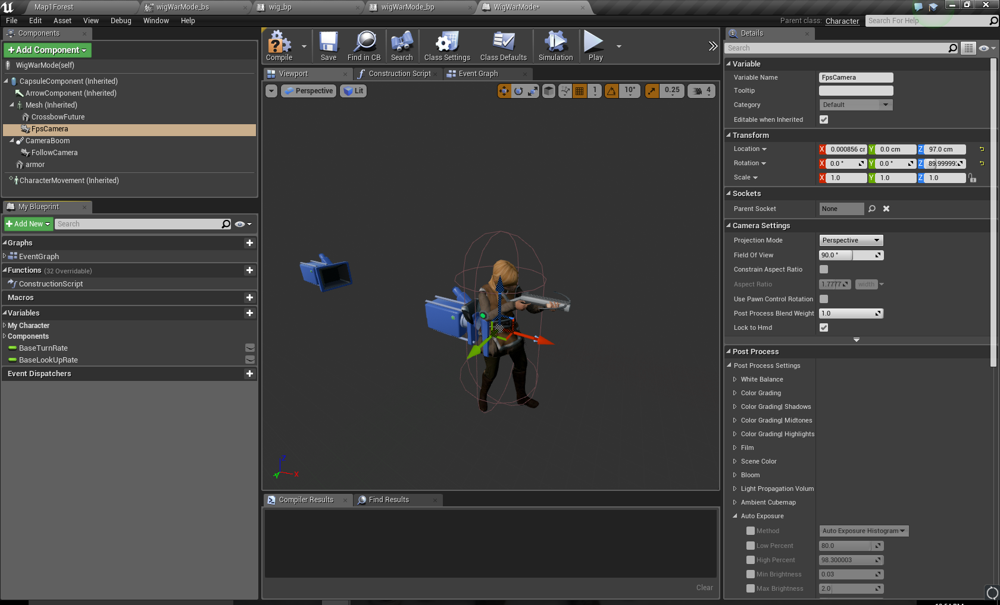 Map1Forest
wigWarMode_bs
wig_bp
wigWarMode_bp
WigWarMode*
File Edit Asset View Debug Window Help
Parent class: Character
Search For Help
Components
Add Component
WigWarMode(self)
CapsuleComponent (Inherited)
ArrowComponent (Inherited)
Mesh (Inherited)
CrossbowFuture
FpsCamera
CameraBoom
FollowCamera
armor
CharacterMovement (Inherited)
My Blueprint
Add New
Search
Graphs
EventGraph
Functions (32 Overridable)
ConstructionScript
Macros
Variables
My Character
Components
BaseTurnRate
BaseLookUpRate
Event Dispatchers
Compile
Save
Find in CB
Search
Class Settings
Class Defaults
Simulation
Play
Viewport
Construction Script
Event Graph
Perspective
Lit
1
10°
0.25
4
Z
X
Y
Compiler Results
Find Results
Clear
Details
Search
Variable
Variable Name FpsCamera
Tooltip
Category Default
Editable when Inherited
Transform
Location X 0.000856 cr Y 0.0 cm Z 97.0 cm
Rotation X 0.0 ° Y 0.0 ° Z 89.99999
Scale X 1.0 Y 1.0 Z 1.0
Sockets
Parent Socket None
Camera Settings
Projection Mode Perspective
Field Of View 90.0 °
Constrain Aspect Ratio
Aspect Ratio 1.7777 width
Use Pawn Control Rotation
Post Process Blend Weight 1.0
Lock to Hmd
Post Process
Post Process Settings
White Balance
Color Grading
Color Grading| Shadows
Color Grading| Midtones
Color Grading| Highlights
Film
Scene Color
Bloom
Light Propagation Volum
Ambient Cubemap
Auto Exposure
Method Auto Exposure Histogram
Low Percent 80.0
High Percent 98.300003
Min Brightness 0.03
Max Brightness 2.0